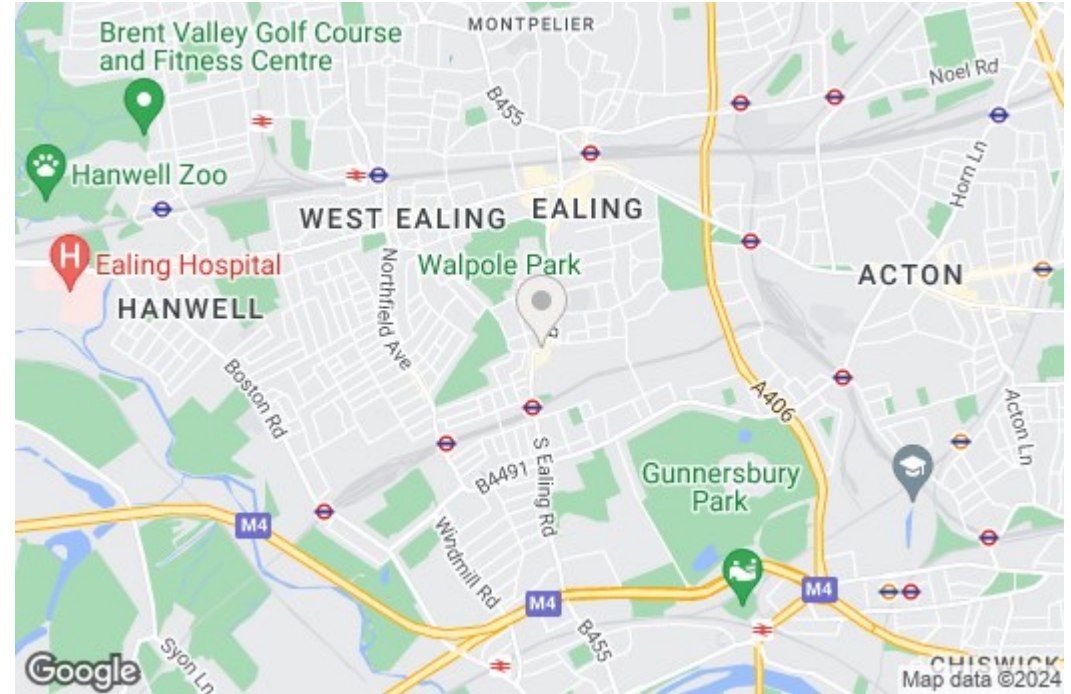 MONTPELIER
Brent Valley Golf Course
and Fitness Centre
Noel Rd
B455
Horn Ln
Hanwell Zoo
WEST EALING
EALING
H
Ealing Hospital
Walpole Park
ACTON
HANWELL
Northfield Ave
Boston Rd
A406
Acton Ln
S Ealing Rd
B4491
Gunnersbury
Park
M4
Windmill Rd
M4
M4
B455
Syon Ln
CHISWICK
Google
Map data ©2024